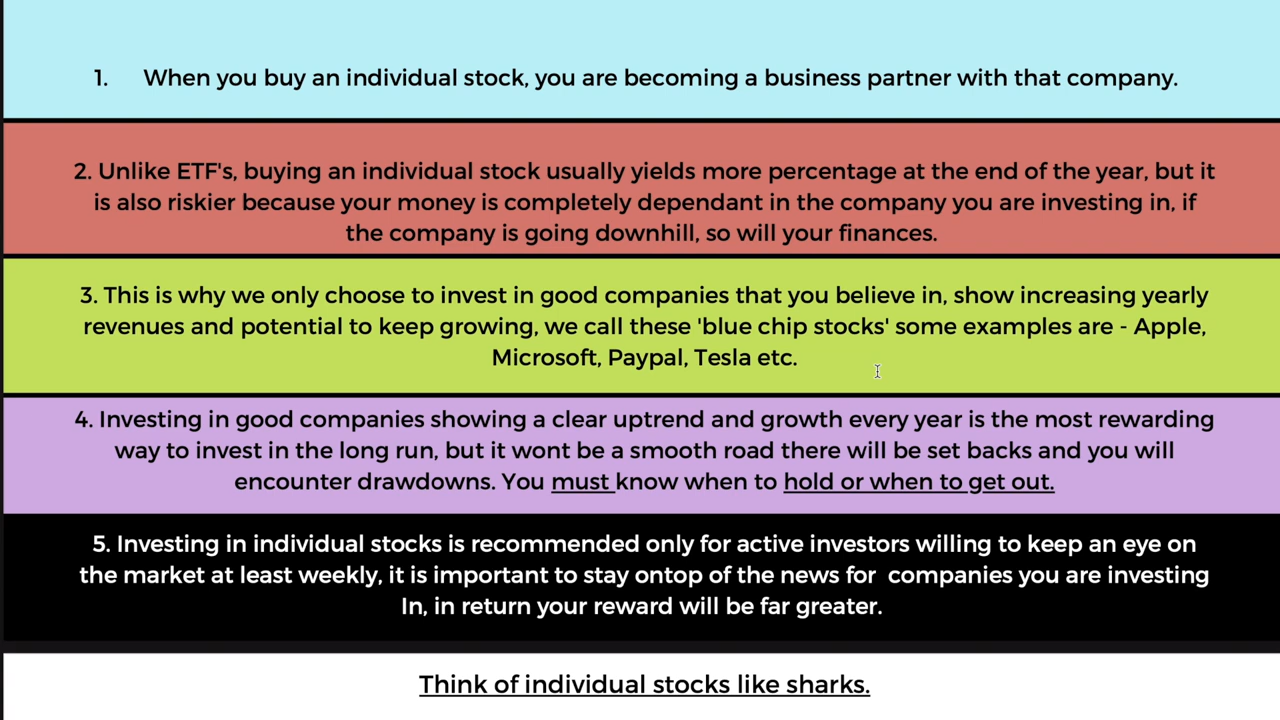 1. When you buy an individual stock, you are becoming a business partner with that company.
2. Unlike ETF's, buying an individual stock usually yields more percentage at the end of the year, but it
is also riskier because your money is completely dependant in the company you are investing in, if
the company is going downhill, so will your finances.
3. This is why we only choose to invest in good companies that you believe in, show increasing yearly
revenues and potential to keep growing, we call these 'blue chip stocks' some examples are - Apple,
Microsoft, Paypal, Tesla etc.
4. Investing in good companies showing a clear uptrend and growth every year is the most rewarding
way to invest in the long run, but it wont be a smooth road there will be set backs and you will
encounter drawdowns. You must know when to hold or when to get out.
5. Investing in individual stocks is recommended only for active investors willing to keep an eye on
the market at least weekly, it is important to stay ontop of the news for companies you are investing
In, in return your reward will be far greater.
Think of individual stocks like sharks.